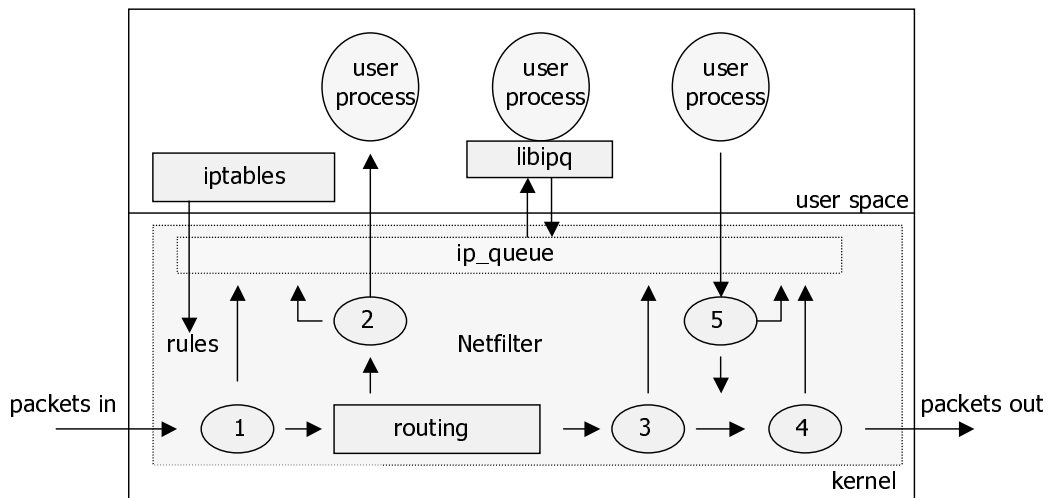 user
process
user
process
user
process
libipq
iptables
user space
ip_queue
2
5
rules
Netfilter
packets in
packets out
1
routing
3
4
kernel